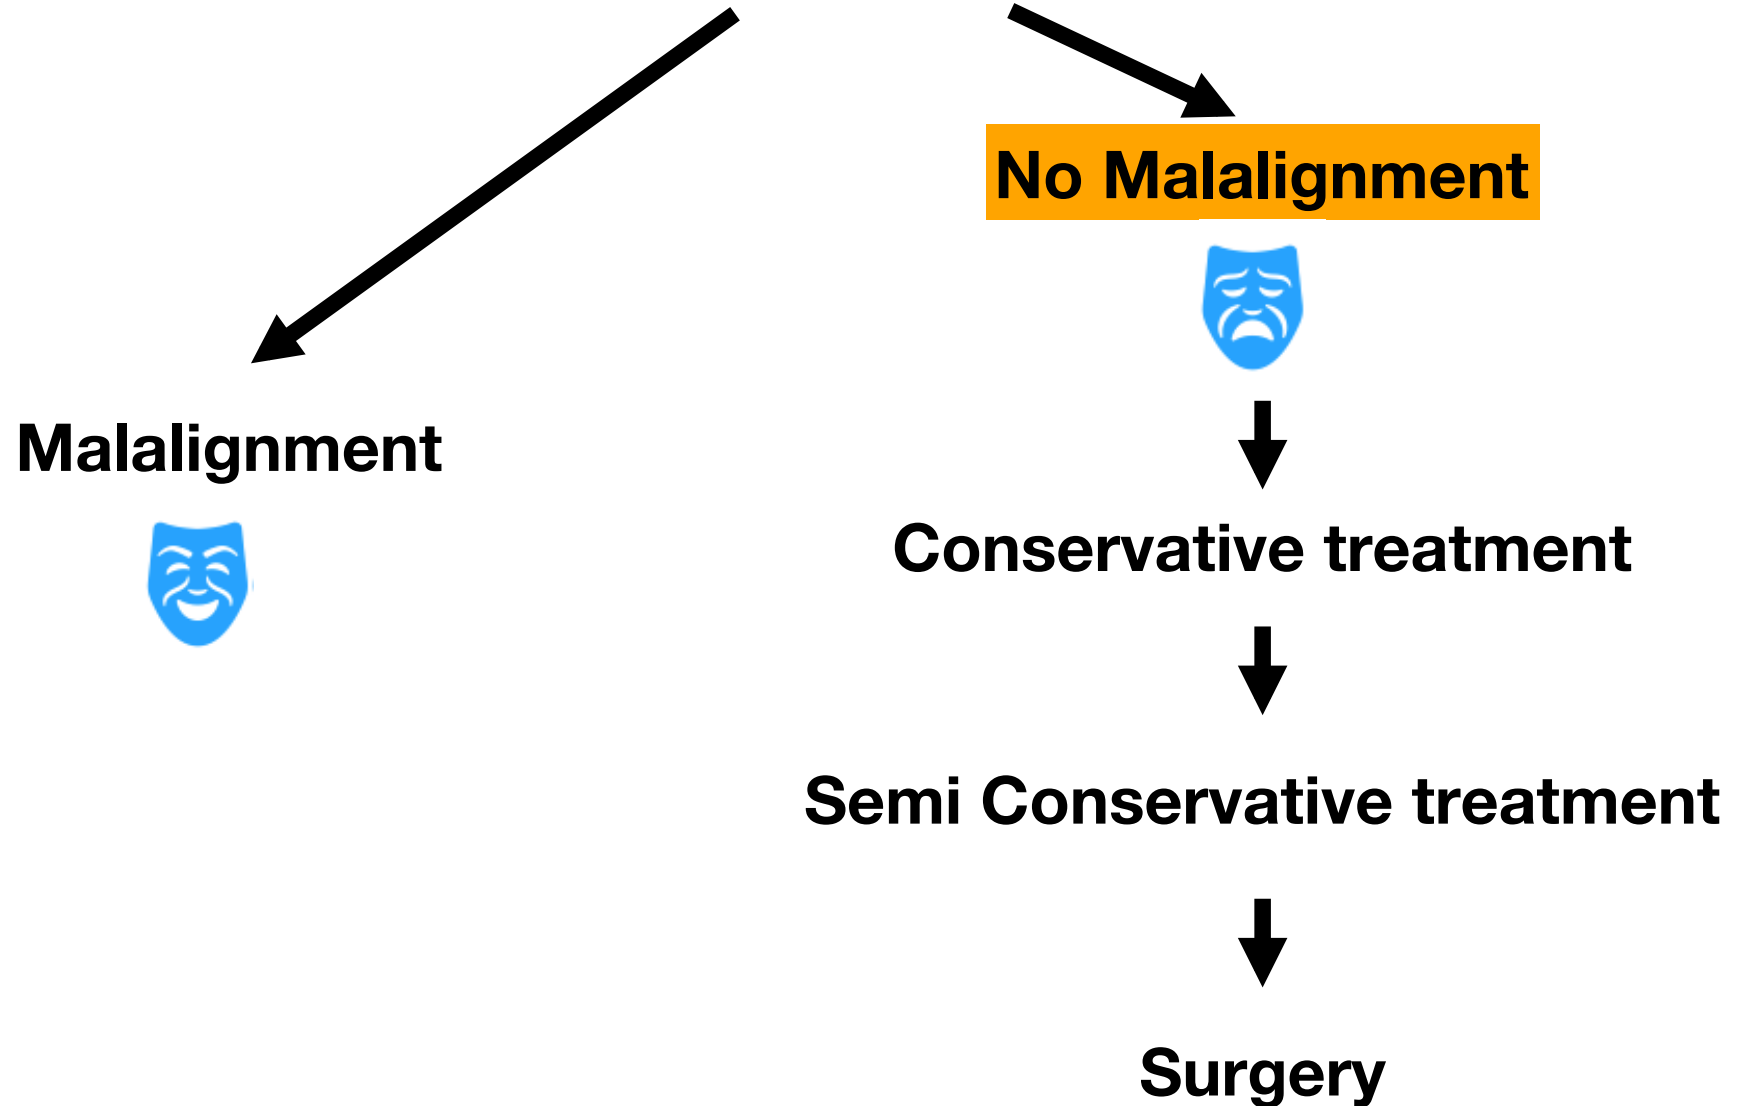 No Malalignment
Malalignment
Conservative treatment
Semi Conservative treatment
Surgery